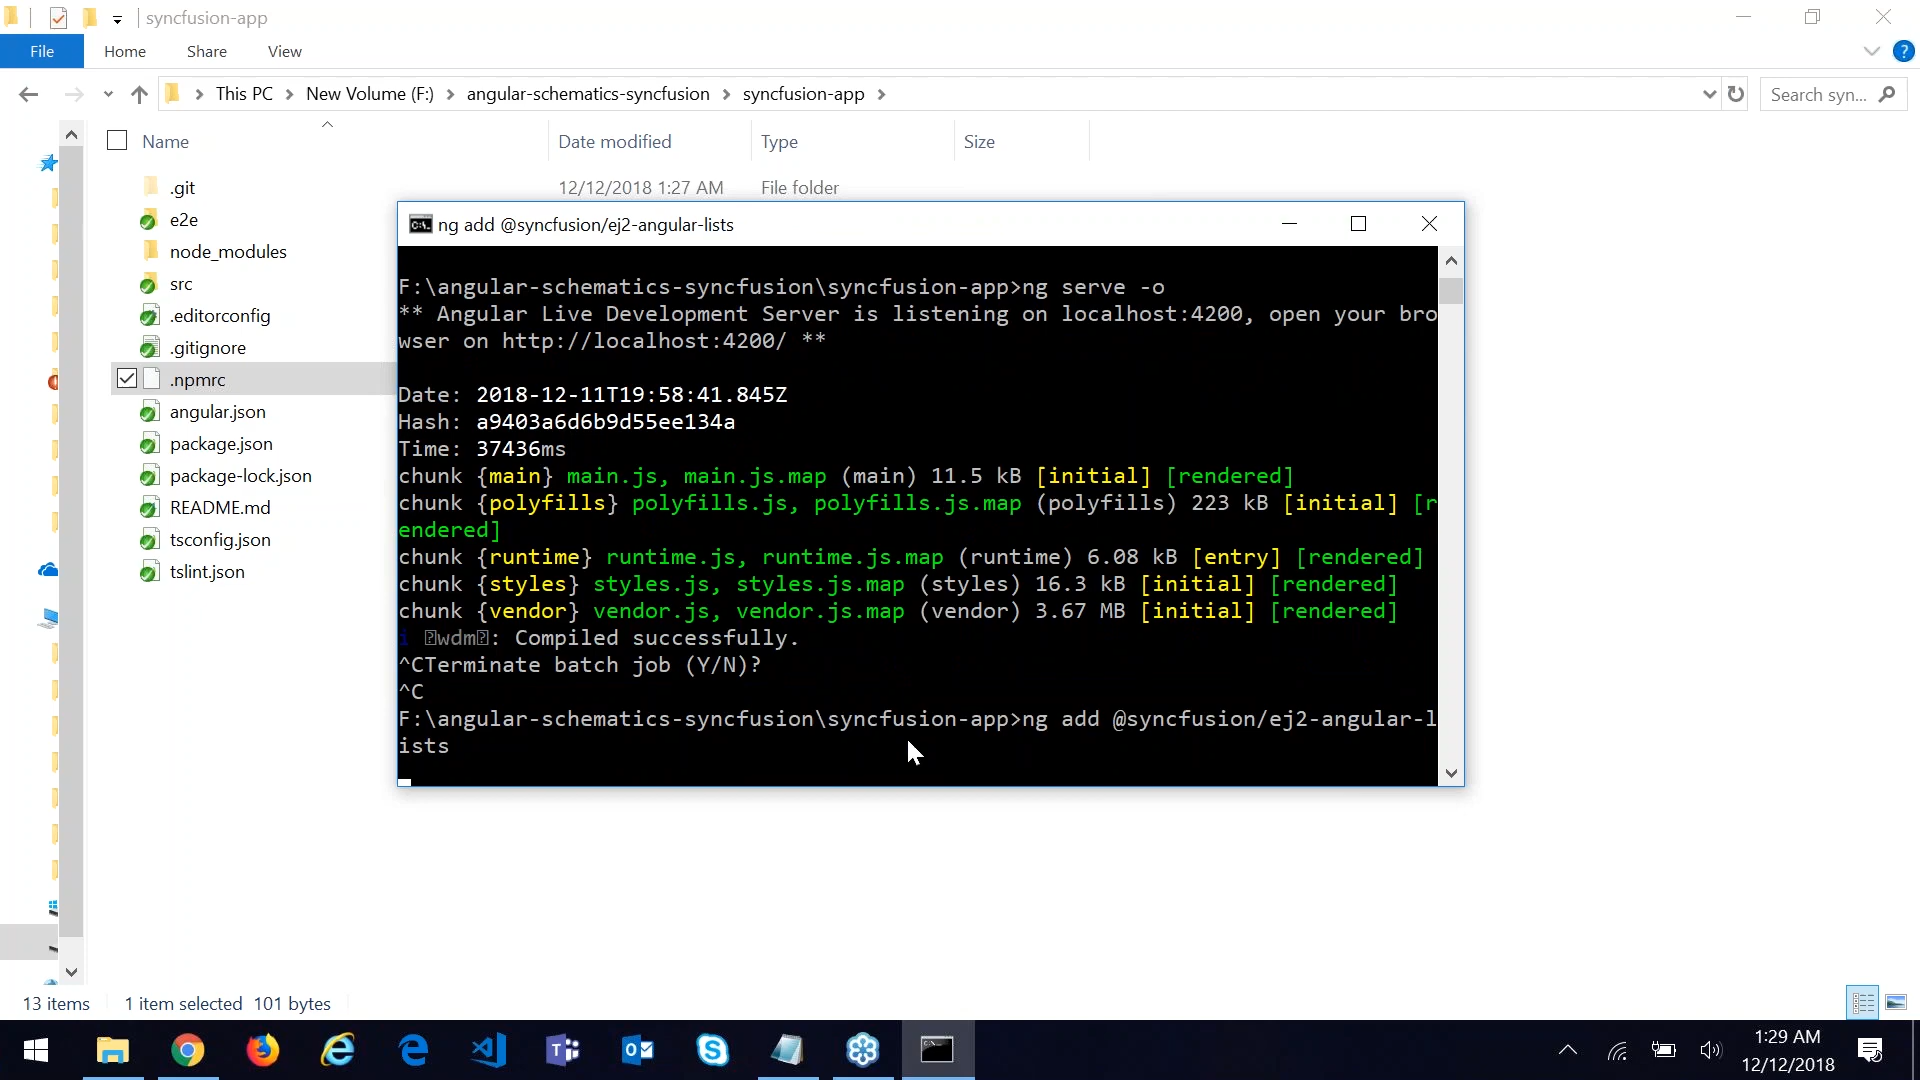 syncfusion-app
File Home Share View
This PC New Volume (F:) angular-schematics-syncfusion syncfusion-app
Search syn...
Name Date modified Type Size
.git 12/12/2018 1:27 AM File folder
e2e
node_modules
src
.editorconfig
.gitignore
.npmrc
angular.json
package.json
package-lock.json
README.md
tsconfig.json
tslint.json
ng add @syncfusion/ej2-angular-lists
F:\angular-schematics-syncfusion\syncfusion-app>ng serve -o
** Angular Live Development Server is listening on localhost:4200, open your bro
wser on http://localhost:4200/ **
Date: 2018-12-11T19:58:41.845Z
Hash: a9403a6d6b9d55ee134a
Time: 37436ms
chunk {main} main.js, main.js.map (main) 11.5 kB [initial] [rendered]
chunk {polyfills} polyfills.js, polyfills.js.map (polyfills) 223 kB [initial] [r
endered]
chunk {runtime} runtime.js, runtime.js.map (runtime) 6.08 kB [entry] [rendered]
chunk {styles} styles.js, styles.js.map (styles) 16.3 kB [initial] [rendered]
chunk {vendor} vendor.js, vendor.js.map (vendor) 3.67 MB [initial] [rendered]
i ⍰wdm⍰: Compiled successfully.
^CTerminate batch job (Y/N)?
^C
F:\angular-schematics-syncfusion\syncfusion-app>ng add @syncfusion/ej2-angular-l
ists
13 items 1 item selected 101 bytes
1:29 AM
12/12/2018